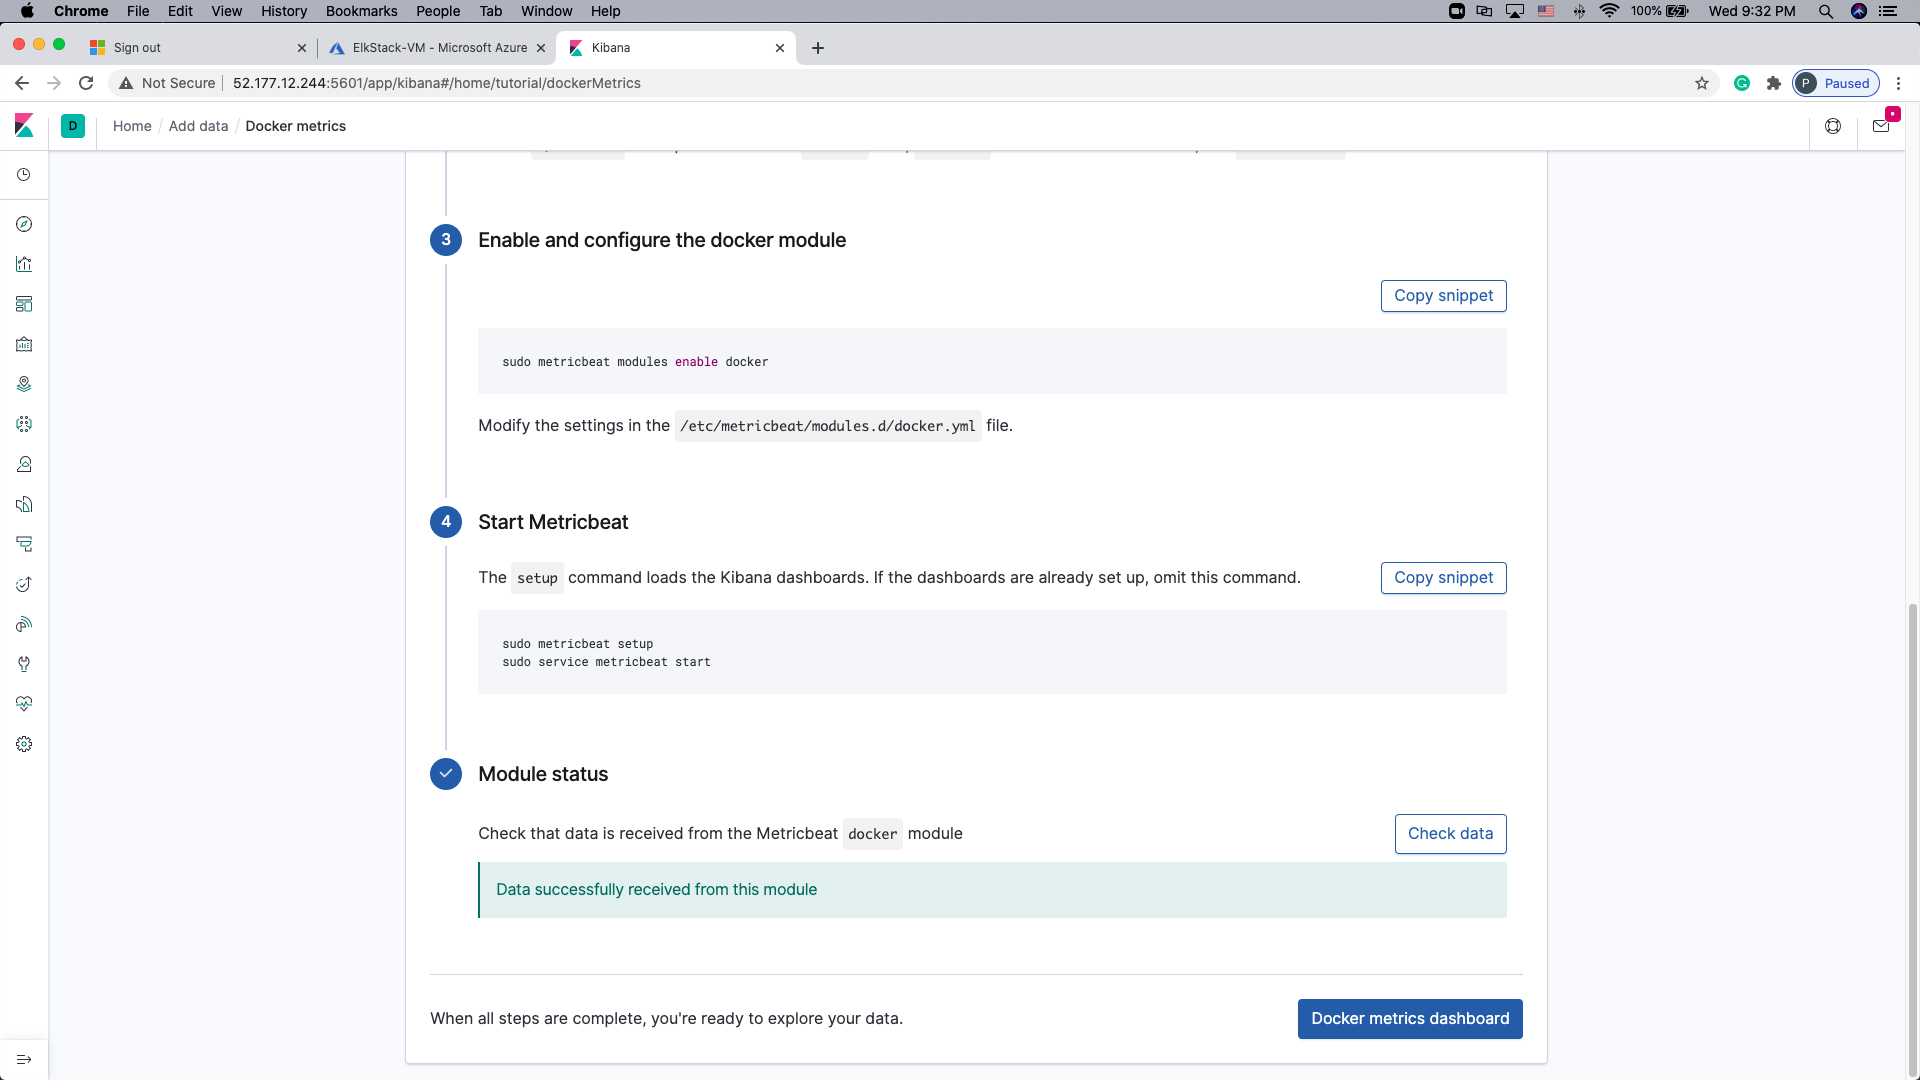 Chrome File Edit View History Bookmarks People Tab Window Help 100% Wed 9:32 PM
Sign out ElkStack-VM - Microsoft Azure Kibana
Not Secure 52.177.12.244:5601/app/kibana#/home/tutorial/dockerMetrics P Paused
D Home / Add data / Docker metrics
3 Enable and configure the docker module
Copy snippet
sudo metricbeat modules enable docker
Modify the settings in the /etc/metricbeat/modules.d/docker.yml file.
4 Start Metricbeat
The setup command loads the Kibana dashboards. If the dashboards are already set up, omit this command. Copy snippet
sudo metricbeat setup
sudo service metricbeat start
Module status
Check that data is received from the Metricbeat docker module Check data
Data successfully received from this module
When all steps are complete, you're ready to explore your data. Docker metrics dashboard